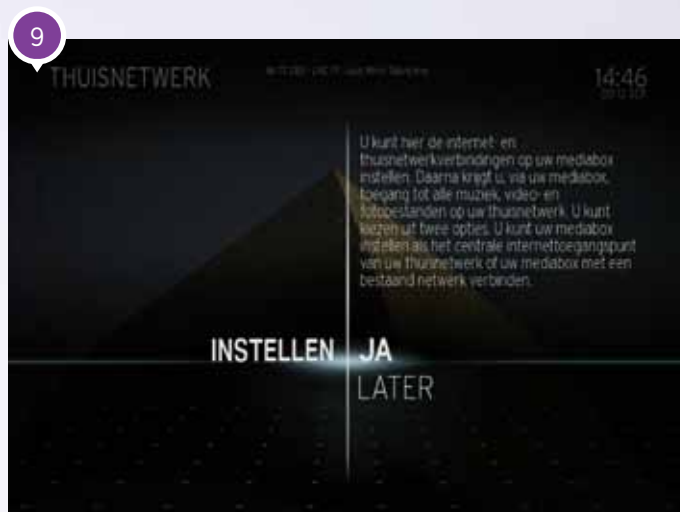 9
THUISNETWERK
14:46
U kunt hier de internet- en
thuisnetwerkverbindingen op uw mediabox
instellen. Daarna krijgt u, via uw mediabox,
toegang tot alle muziek, video- en
fotobestanden op uw thuisnetwerk. U kunt
kiezen uit twee opties. U kunt uw mediabox
instellen als het centrale internettoegangspunt
van uw thuisnetwerk of uw mediabox met een
bestaand netwerk verbinden.
INSTELLEN JA
LATER